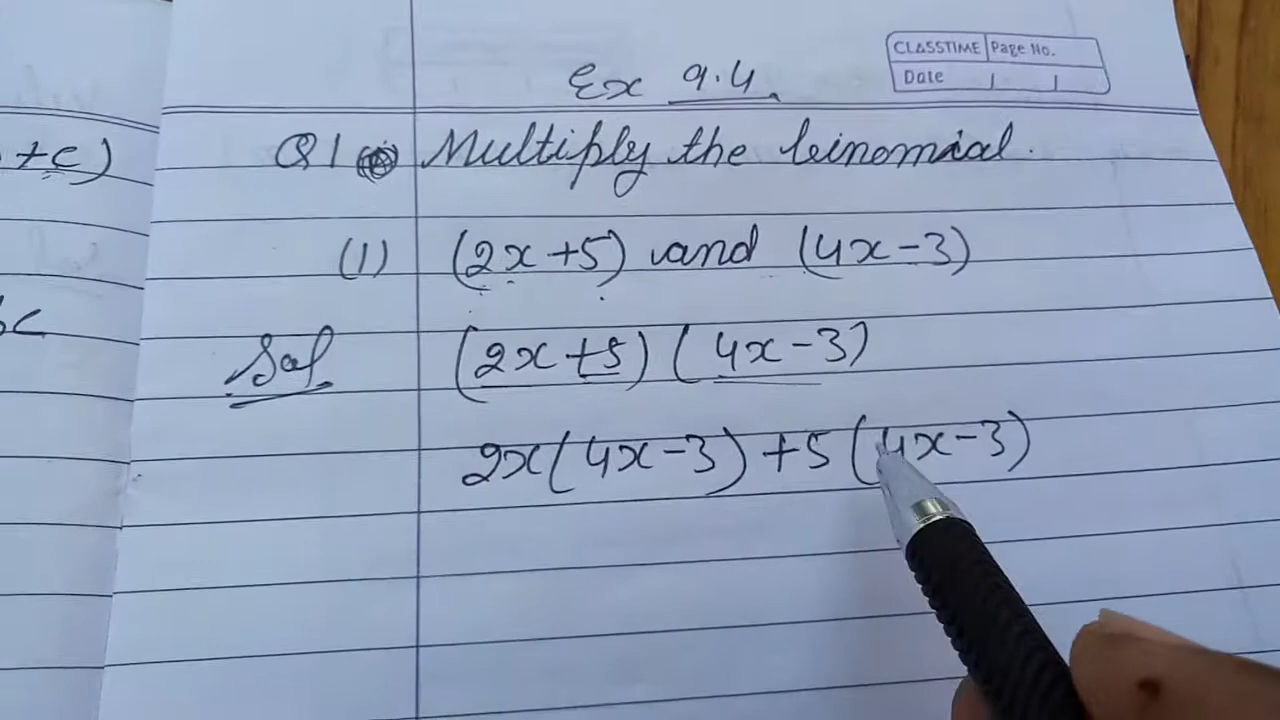 CLASSTIME Page No.
Date
Ex 9.4
+c)
Q1 Multiply the binomial.
(1) (2x+5) and (4x-3)
Sol (2x+5) (4x-3)
2x(4x-3) +5 (4x-3)